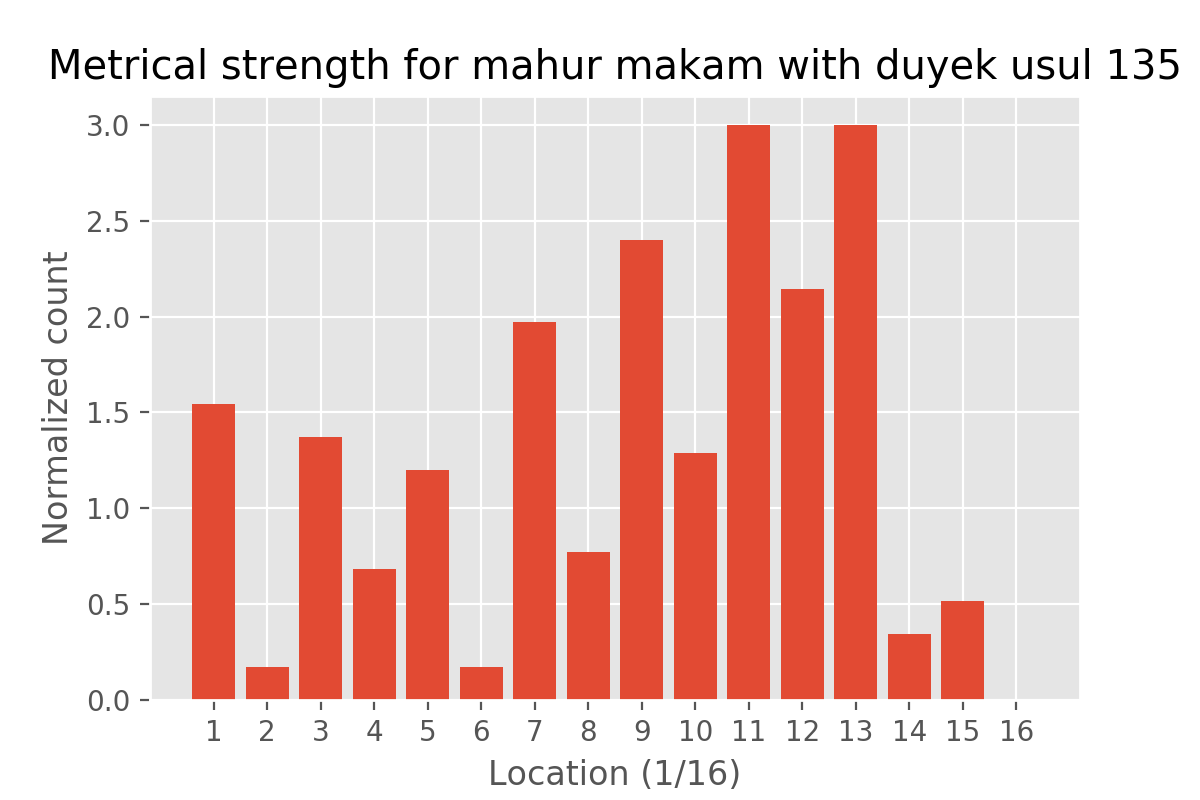 Metrical strength for mahur makam with duyek usul 135
Normalized count
3.0
2.5
2.0
1.5
1.0
0.5
0.0
1 2 3 4 5 6 7 8 9 10 11 12 13 14 15 16
Location (1/16)